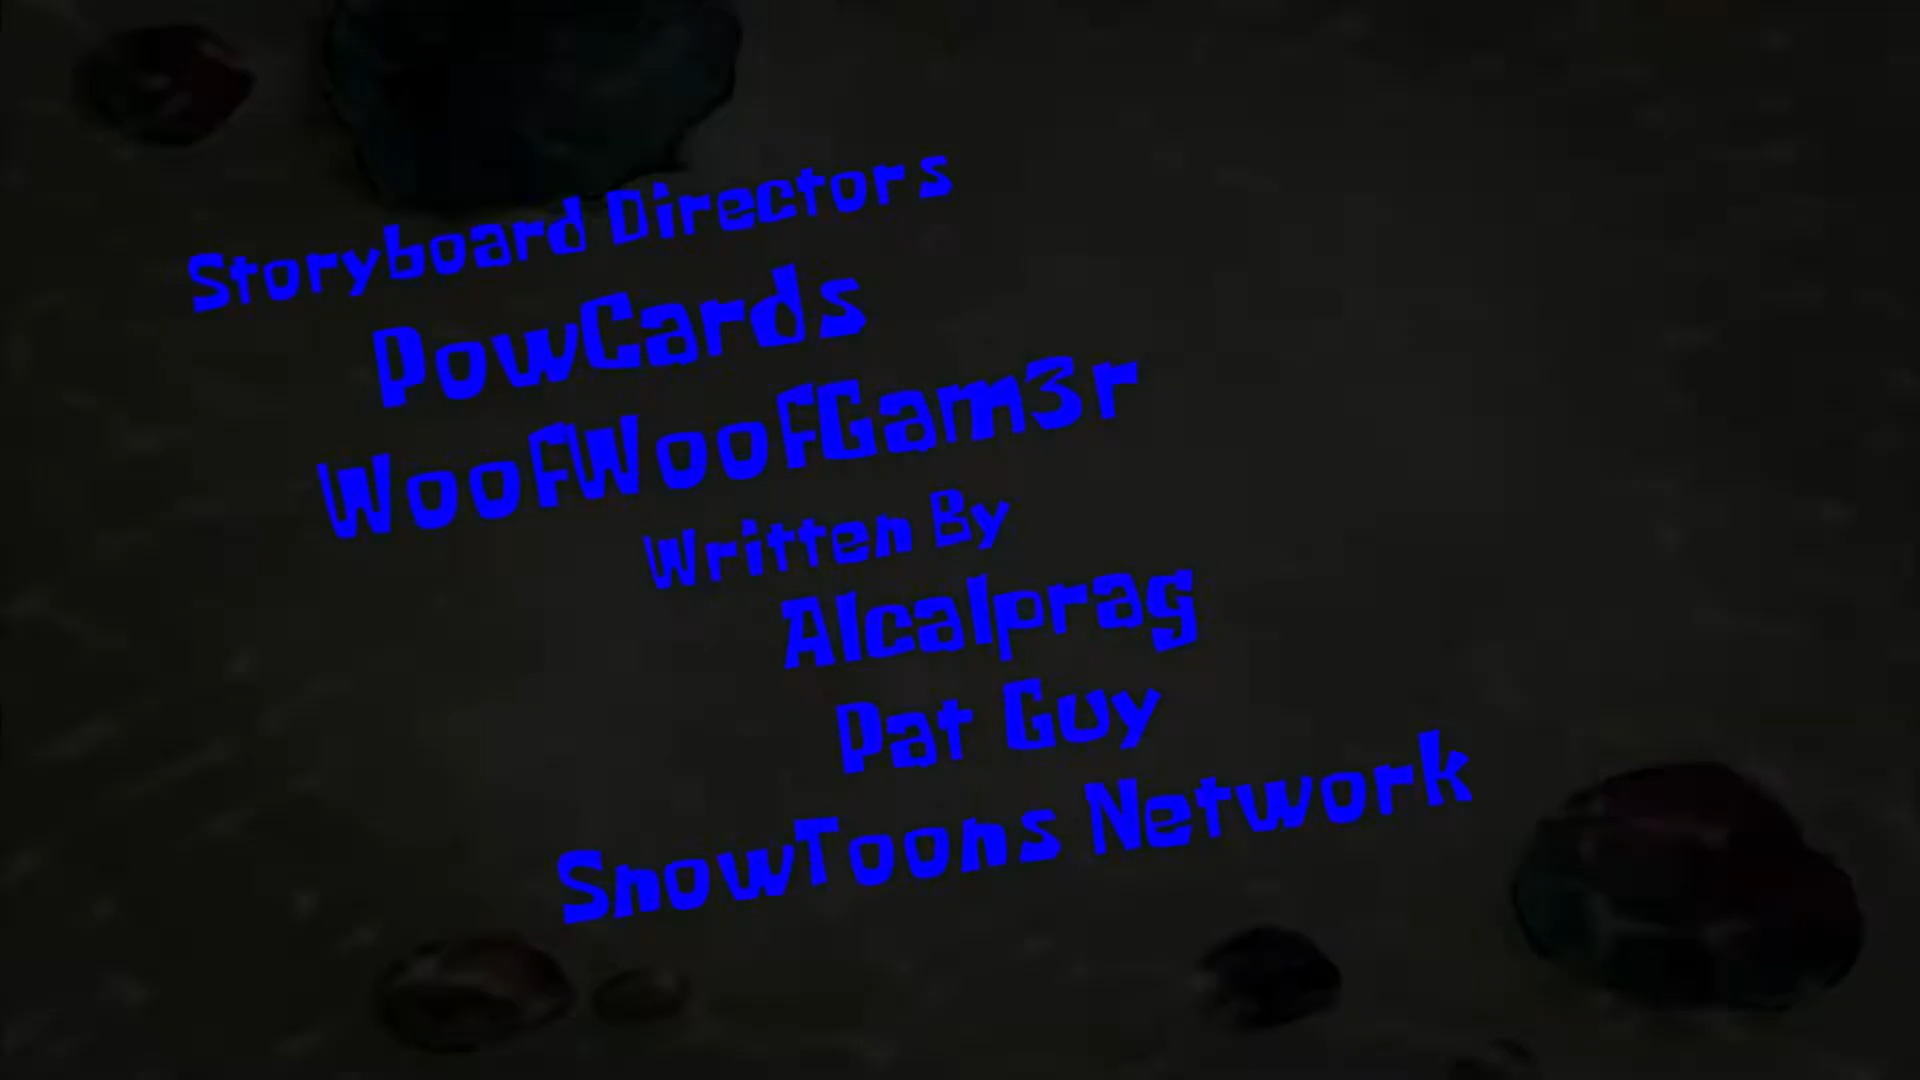 Storyboard Directors
PowCards
WoofWoofGam3r
Written By
Alcalprag
Pat Guy
SnowToons Network